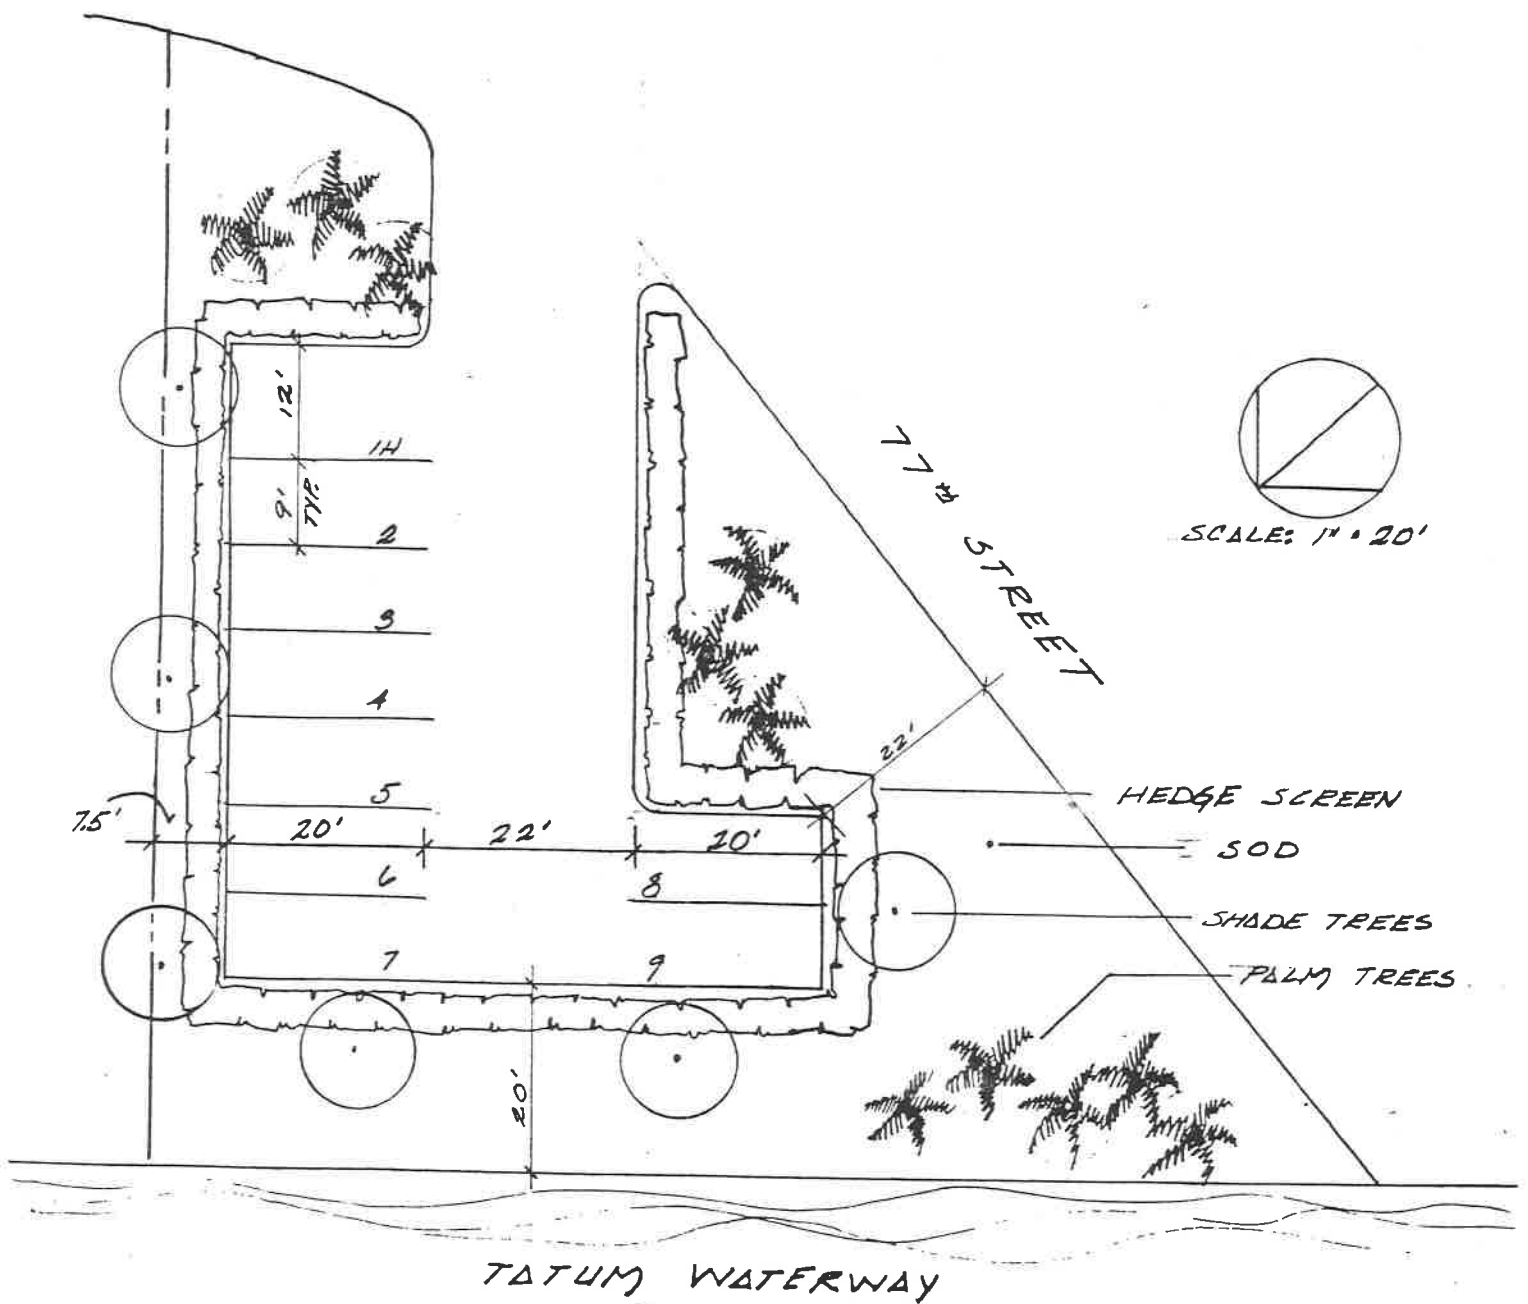 12'
1H
9'
TYP.
2
3
4
5
7.5'
20'
22'
20'
6
8
7
9
20'
77th STREET
22'
SCALE: 1" = 20'
HEDGE SCREEN
SOD
SHADE TREES
PALM TREES
TATUM WATERWAY